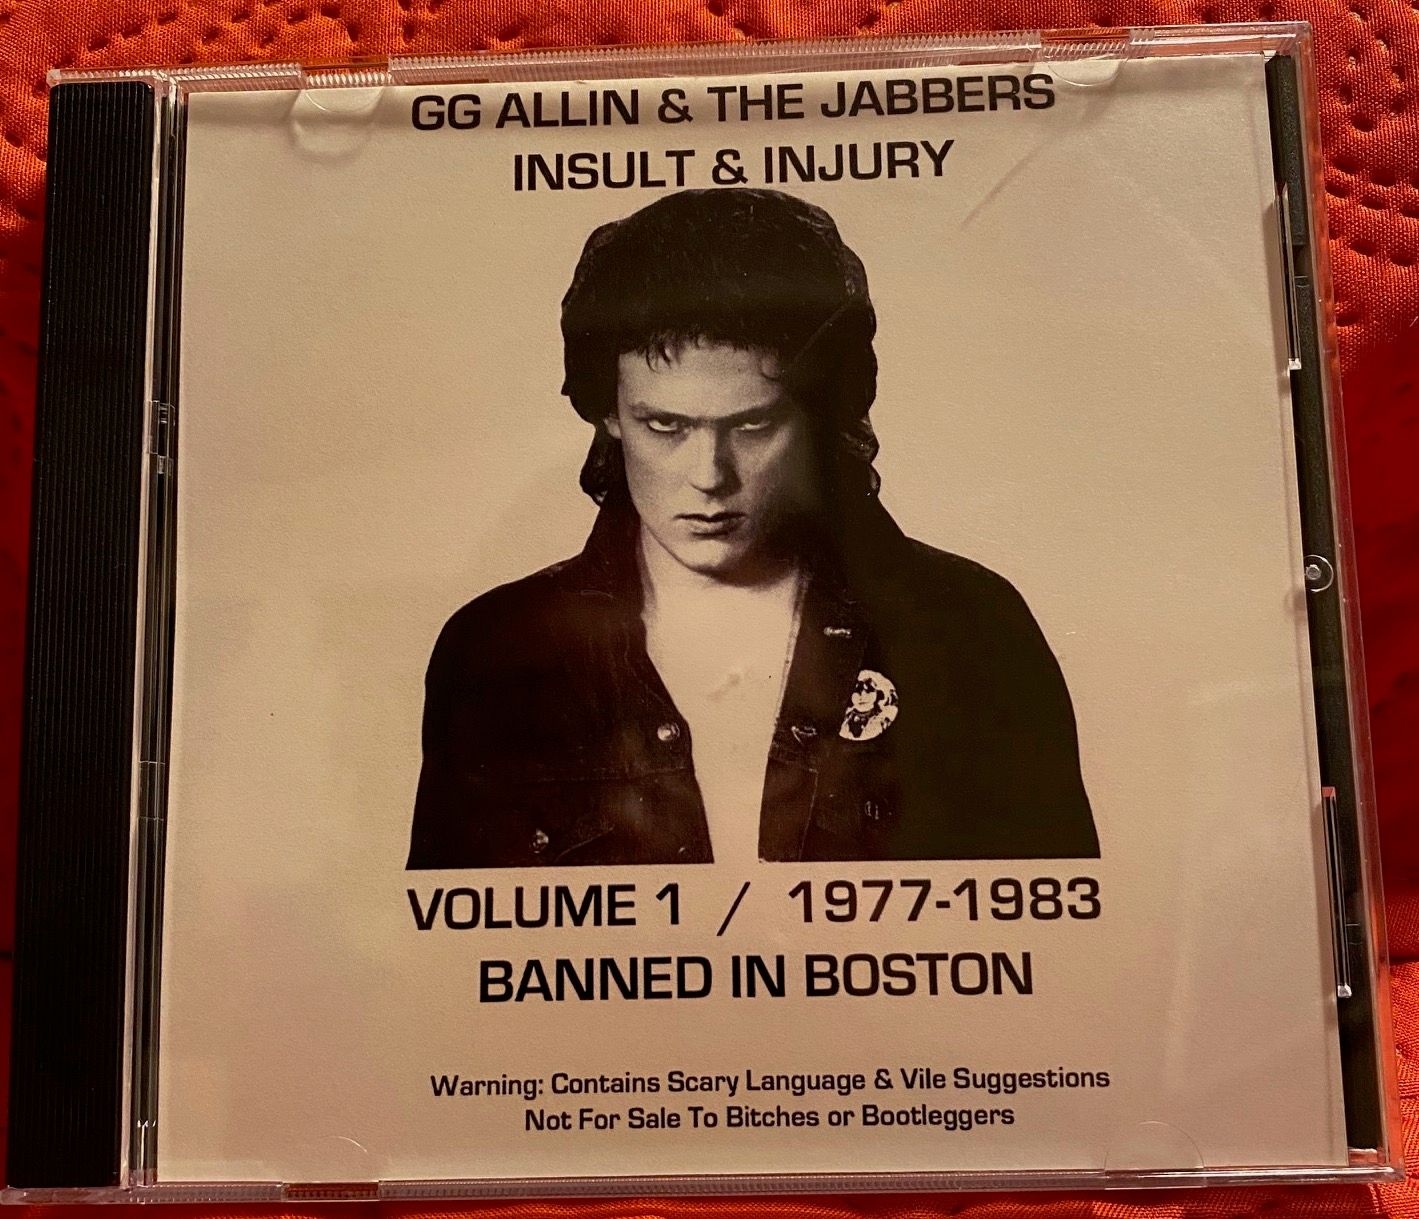 GG ALLIN & THE JABBERS
INSULT & INJURY
VOLUME 1 / 1977-1983
BANNED IN BOSTON
Warning: Contains Scary Language & Vile Suggestions
Not For Sale To Bitches or Bootleggers